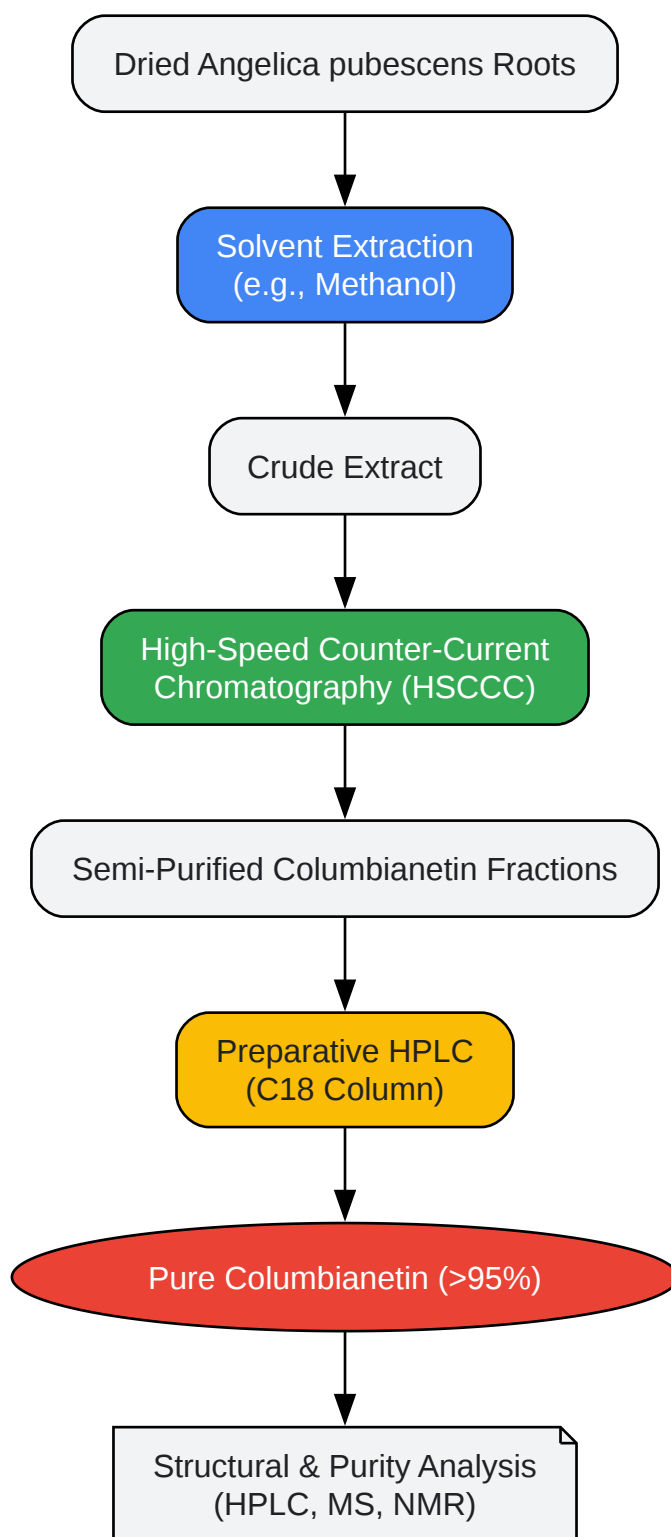 Dried Angelica pubescens Roots
Solvent Extraction
(e.g., Methanol)
Crude Extract
High-Speed Counter-Current
Chromatography (HSCCC)
Semi-Purified Columbianetin Fractions
Preparative HPLC
(C18 Column)
Pure Columbianetin (>95%)
Structural & Purity Analysis
(HPLC, MS, NMR)